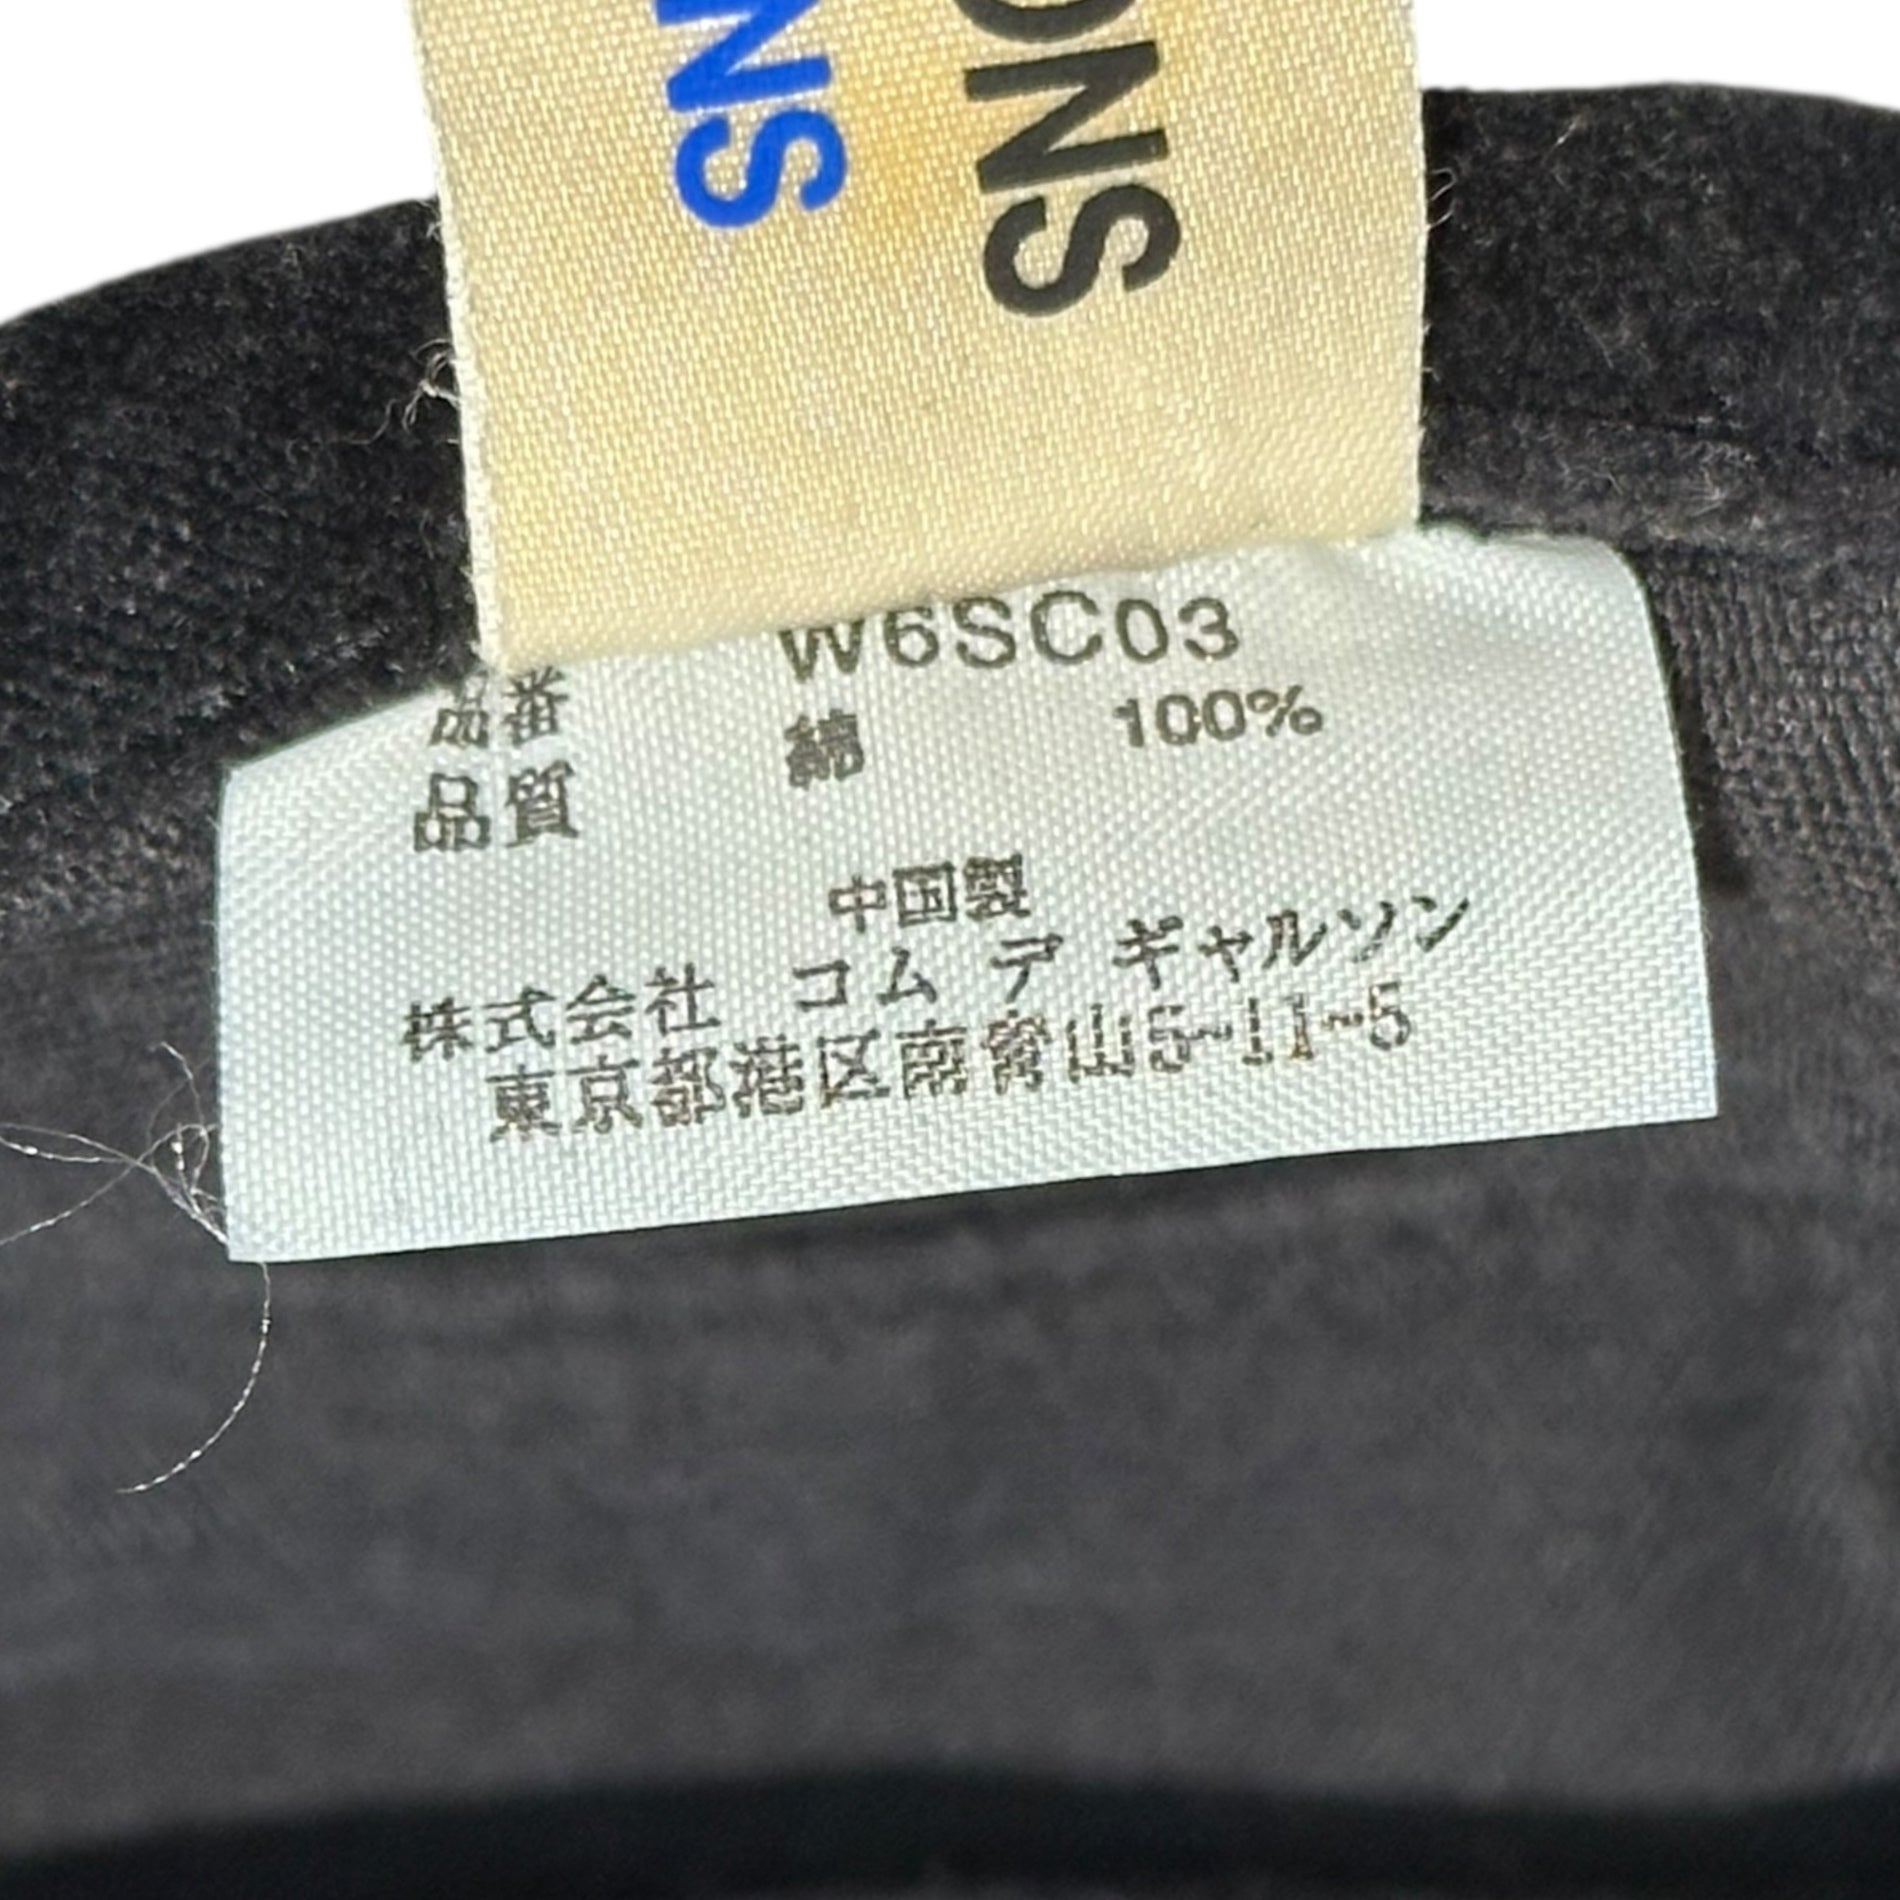 NS
ONS
品番 W6SC03
品質 綿 100%
中国製
株式会社 コム デ ギャルソン
東京都港区南青山5-11-5